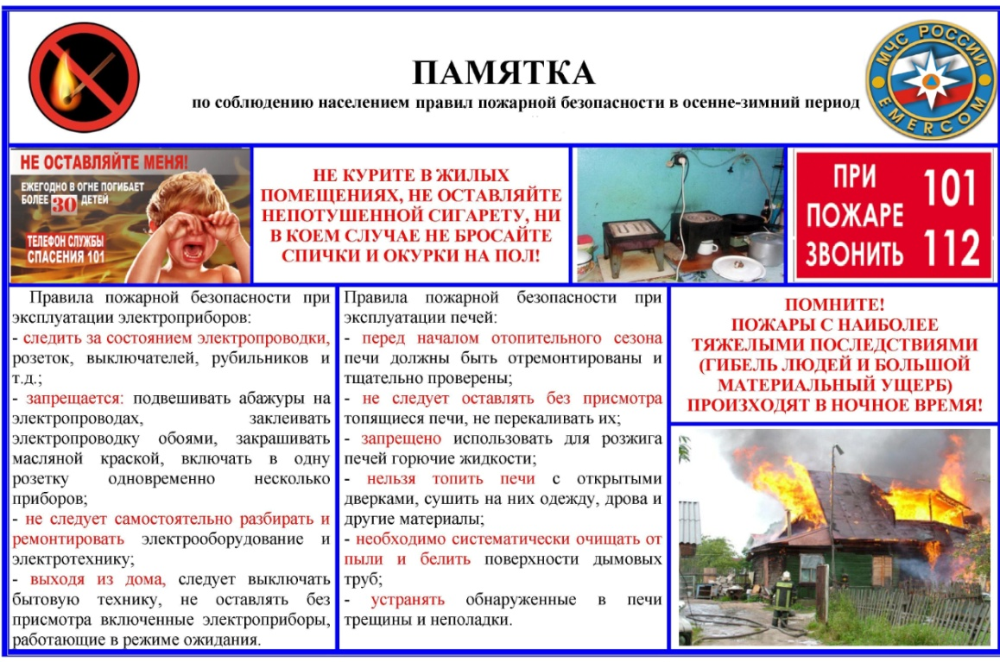 ПАМЯТКА
по соблюдению населением правил пожарной безопасности в осенне-зимний период
МЧС РОССИИ
EMERCOM
НЕ ОСТАВЛЯЙТЕ МЕНЯ!
ЕЖЕГОДНО В ОГНЕ ПОГИБАЕТ
БОЛЕЕ 30 ДЕТЕЙ
ТЕЛЕФОН СЛУЖБЫ
СПАСЕНИЯ 101
НЕ КУРИТЕ В ЖИЛЫХ
ПОМЕЩЕНИЯХ, НЕ ОСТАВЛЯЙТЕ
НЕПОТУШЕННОЙ СИГАРЕТУ, НИ
В КОЕМ СЛУЧАЕ НЕ БРОСАЙТЕ
СПИЧКИ И ОКУРКИ НА ПОЛ!
ПРИ
ПОЖАРЕ
ЗВОНИТЬ
101
112
Правила пожарной безопасности при
эксплуатации электроприборов:
- следить за состоянием электропроводки,
розеток, выключателей, рубильников и
т.д.;
- запрещается: подвешивать абажуры на
электропроводах, заклеивать
электропроводку обоями, закрашивать
масляной краской, включать в одну
розетку одновременно несколько
приборов;
- не следует самостоятельно разбирать и
ремонтировать электрооборудование и
электротехнику;
- выходя из дома, следует выключать
бытовую технику, не оставлять без
присмотра включенные электроприборы,
работающие в режиме ожидания.
Правила пожарной безопасности при
эксплуатации печей:
- перед началом отопительного сезона
печи должны быть отремонтированы и
тщательно проверены;
- не следует оставлять без присмотра
топящиеся печи, не перекаливать их;
- запрещено использовать для розжига
печей горючие жидкости;
- нельзя топить печи с открытыми
дверками, сушить на них одежду, дрова и
другие материалы;
- необходимо систематически очищать от
пыли и белить поверхности дымовых
труб;
- устранять обнаруженные в печи
трещины и неполадки.
ПОМНИТЕ!
ПОЖАРЫ С НАИБОЛЕЕ
ТЯЖЕЛЫМИ ПОСЛЕДСТВИЯМИ
(ГИБЕЛЬ ЛЮДЕЙ И БОЛЬШОЙ
МАТЕРИАЛЬНЫЙ УЩЕРБ)
ПРОИЗХОДЯТ В НОЧНОЕ ВРЕМЯ!